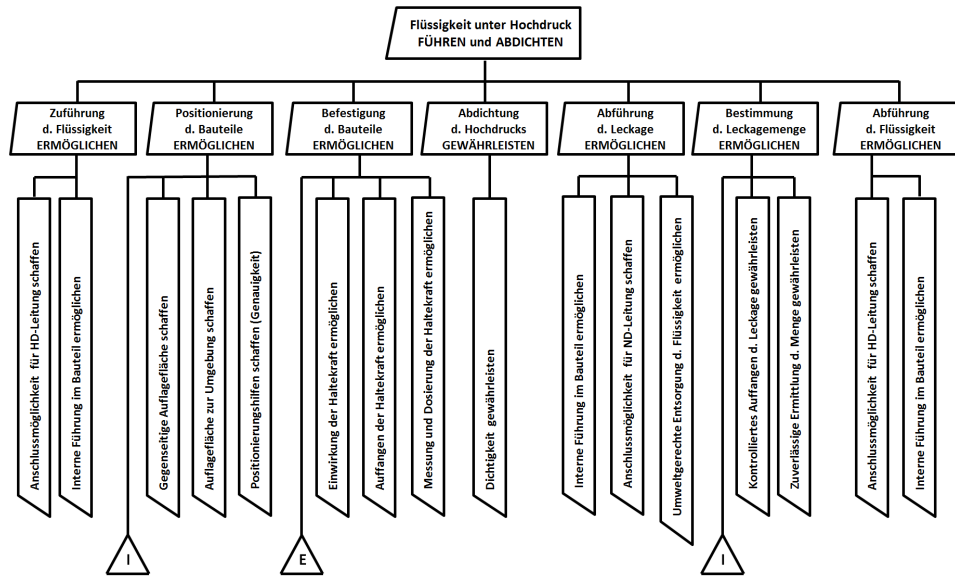 Flüssigkeit unter Hochdruck
FÜHREN und ABDICHTEN
Zuführung
d. Flüssigkeit
ERMÖGLICHEN
Positionierung
d. Bauteile
ERMÖGLICHEN
Befestigung
d. Bauteile
ERMÖGLICHEN
Abdichtung
d. Hochdrucks
GEWÄHRLEISTEN
Abführung
d. Leckage
ERMÖGLICHEN
Bestimmung
d. Leckagemenge
ERMÖGLICHEN
Abführung
d. Flüssigkeit
ERMÖGLICHEN
Anschlussmöglichkeit für HD-Leitung schaffen
Interne Führung im Bauteil ermöglichen
Gegenseitige Auflagefläche schaffen
Auflagefläche zur Umgebung schaffen
Positionierungshilfen schaffen (Genauigkeit)
Einwirkung der Haltekraft ermöglichen
Auffangen der Haltekraft ermöglichen
Messung und Dosierung der Haltekraft ermöglichen
Dichtigkeit gewährleisten
Interne Führung im Bauteil ermöglichen
Anschlussmöglichkeit für ND-Leitung schaffen
Umweltgerechte Entsorgung d. Flüssigkeit ermöglichen
Kontrolliertes Auffangen d. Leckage gewährleisten
Zuverlässige Ermittlung d. Menge gewährleisten
Anschlussmöglichkeit für HD-Leitung schaffen
Interne Führung im Bauteil ermöglichen
I
E
I